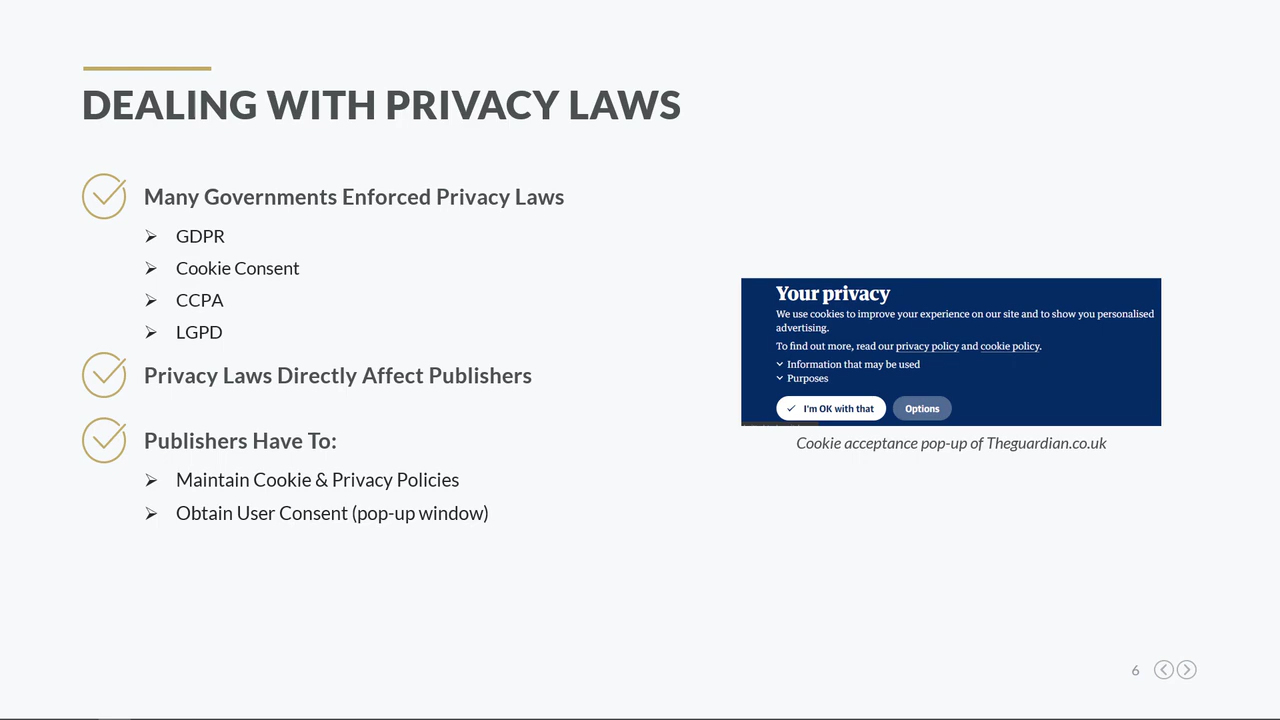 DEALING WITH PRIVACY LAWS
Many Governments Enforced Privacy Laws
GDPR
Cookie Consent
CCPA
LGPD
Privacy Laws Directly Affect Publishers
Publishers Have To:
Maintain Cookie & Privacy Policies
Obtain User Consent (pop-up window)
Your privacy
We use cookies to improve your experience on our site and to show you personalised
advertising.
To find out more, read our privacy policy and cookie policy.
Information that may be used
Purposes
I'm OK with that Options
Cookie acceptance pop-up of Theguardian.co.uk
6